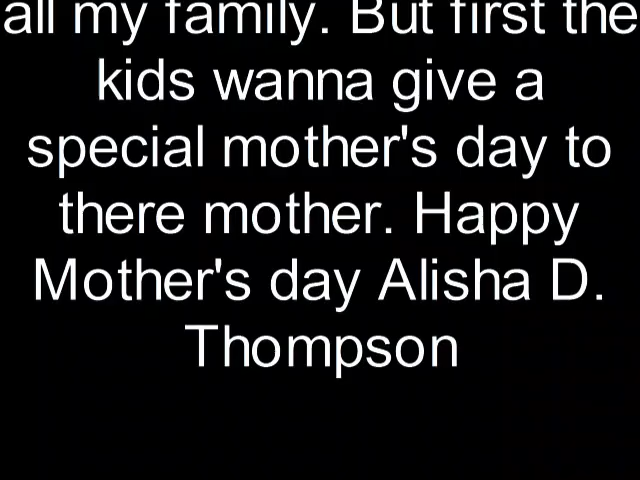 all my family. But first the
kids wanna give a
special mother's day to
there mother. Happy
Mother's day Alisha D.
Thompson